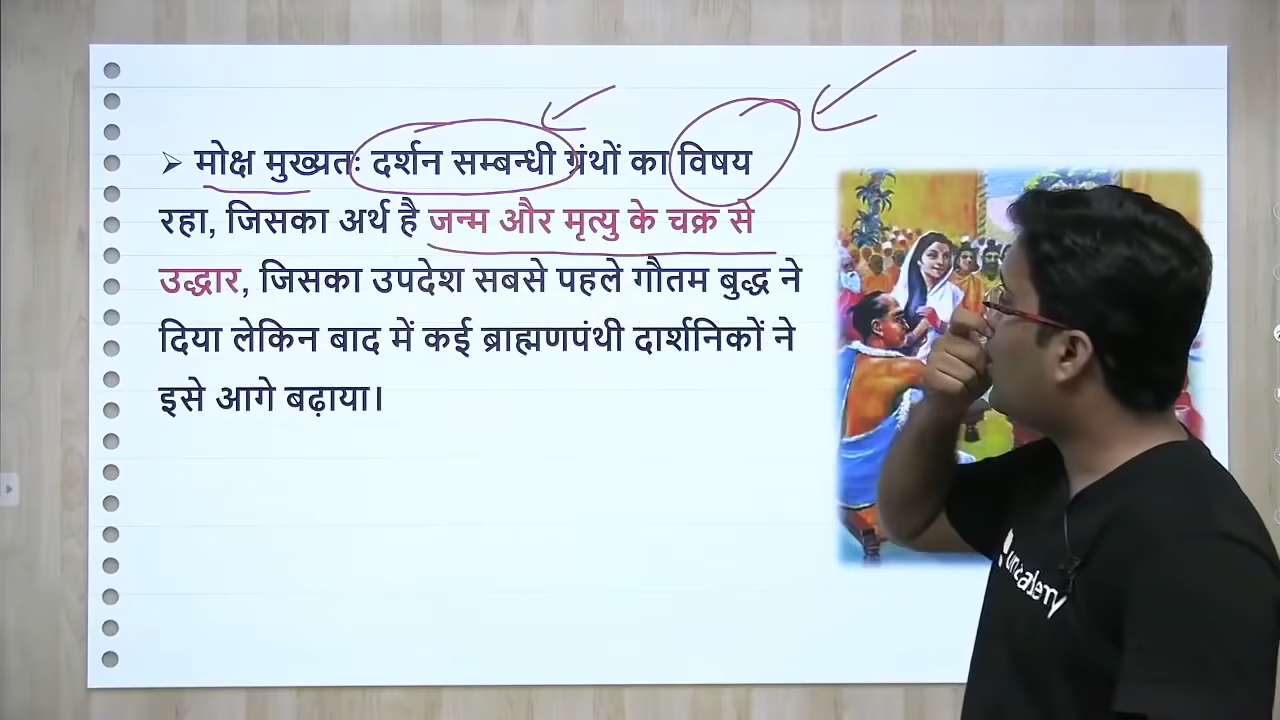 ➢ मोक्ष मुख्यतः दर्शन सम्बन्धी ग्रंथों का विषय
रहा, जिसका अर्थ है जन्म और मृत्यु के चक्र से
उद्धार, जिसका उपदेश सबसे पहले गौतम बुद्ध ने
दिया लेकिन बाद में कई ब्राह्मणपंथी दार्शनिकों ने
इसे आगे बढ़ाया।
unacademy